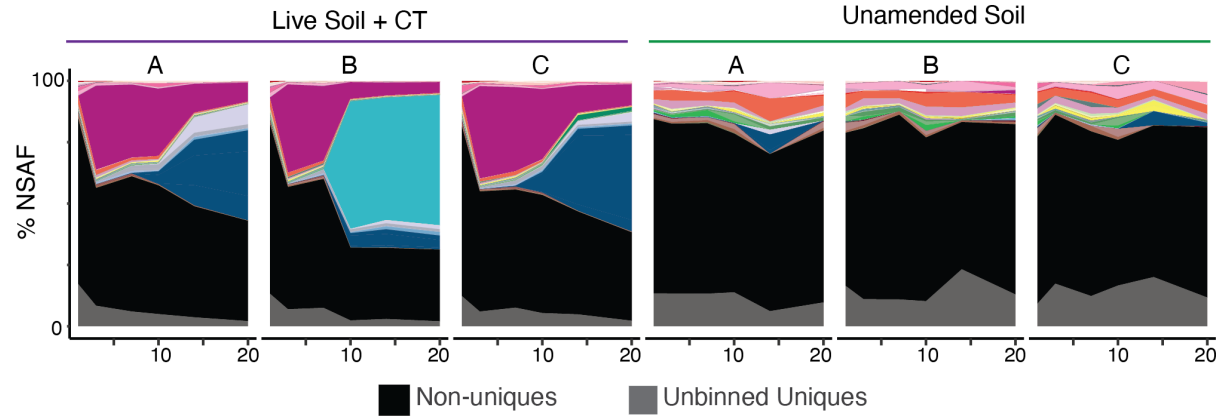 Live Soil + CT Unamended Soil
A B C A B C
100
% NSAF
0
10 20 10 20 10 20 10 20 10 20 10 20
Non-uniques Unbinned Uniques